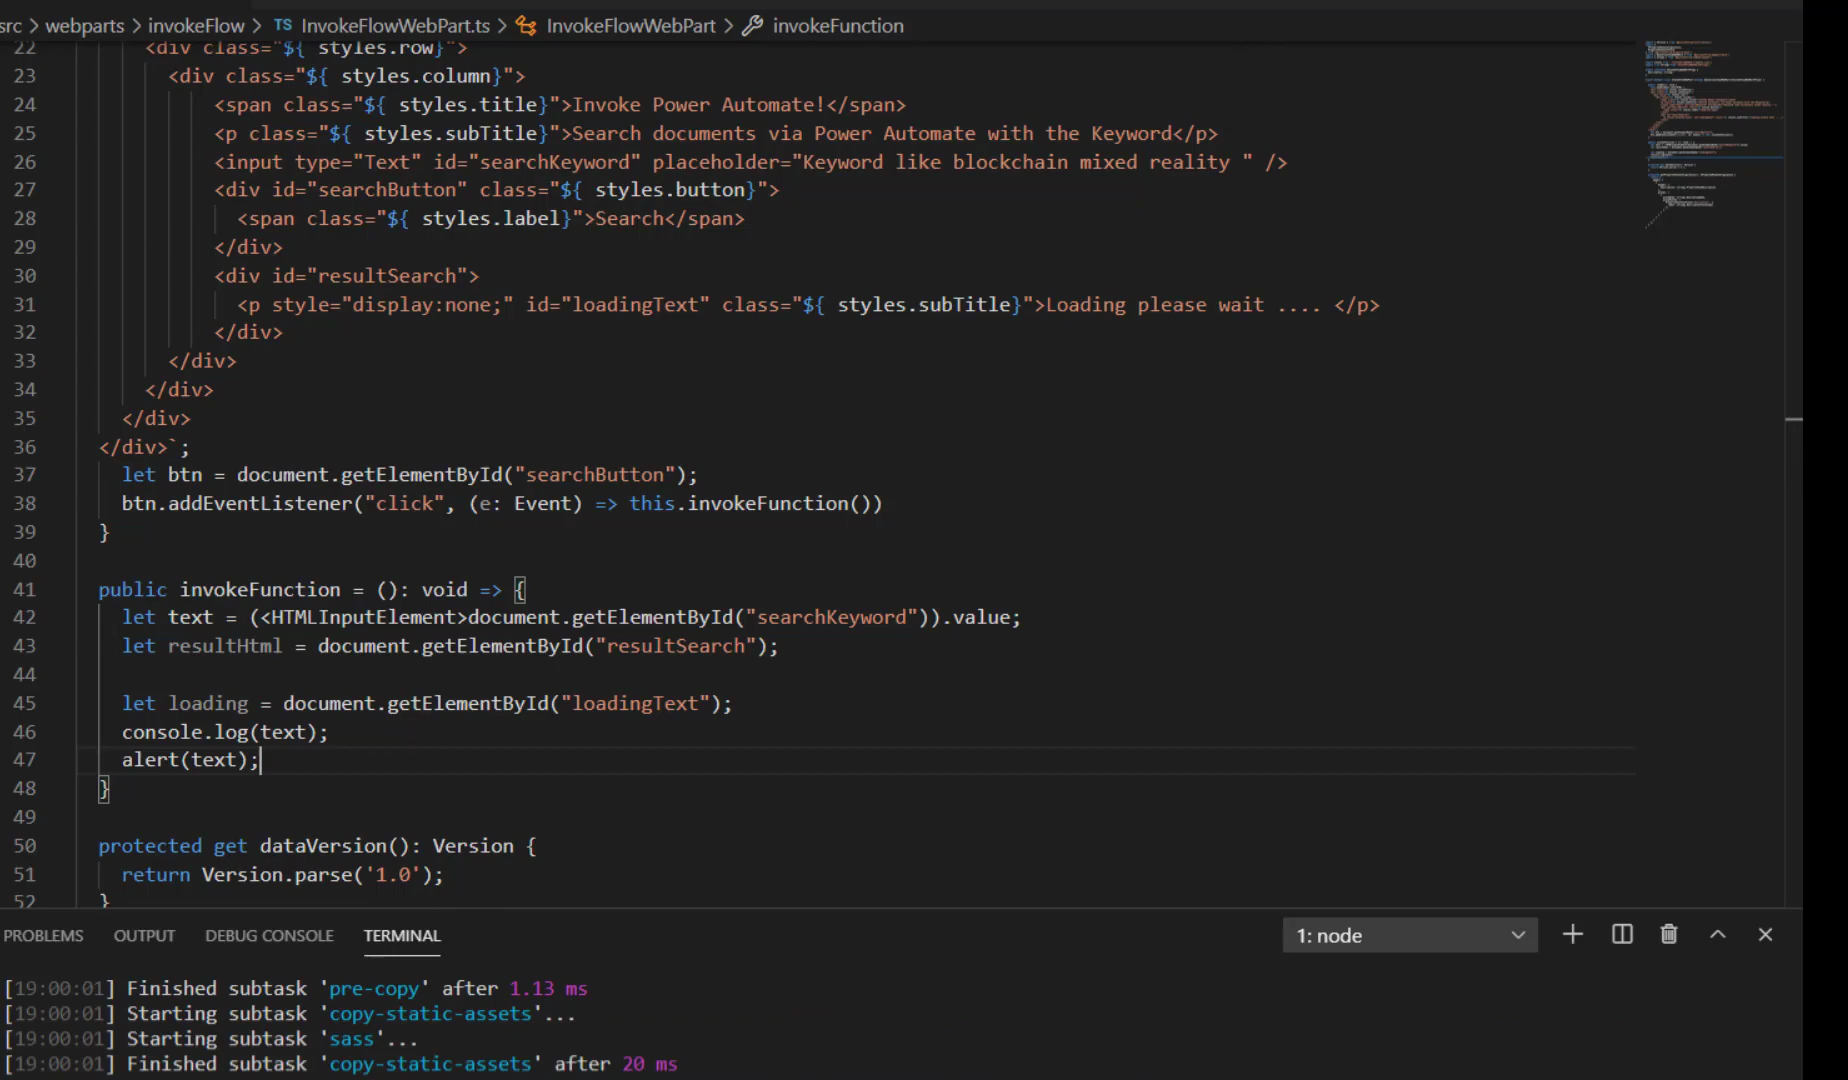 src > webparts > invokeFlow > TS InvokeFlowWebPart.ts > InvokeFlowWebPart > invokeFunction
22 <div class="${ styles.row}">
23 <div class="${ styles.column}">
24 <span class="${ styles.title}">Invoke Power Automate!</span>
25 <p class="${ styles.subTitle}">Search documents via Power Automate with the Keyword</p>
26 <input type="Text" id="searchKeyword" placeholder="Keyword like blockchain mixed reality " />
27 <div id="searchButton" class="${ styles.button}">
28 <span class="${ styles.label}">Search</span>
29 </div>
30 <div id="resultSearch">
31 <p style="display:none;" id="loadingText" class="${ styles.subTitle}">Loading please wait .... </p>
32 </div>
33 </div>
34 </div>
35 </div>
36 </div>`;
37 let btn = document.getElementById("searchButton");
38 btn.addEventListener("click", (e: Event) => this.invokeFunction())
39 }
40
41 public invokeFunction = (): void => {
42 let text = (<HTMLInputElement>document.getElementById("searchKeyword")).value;
43 let resultHtml = document.getElementById("resultSearch");
44
45 let loading = document.getElementById("loadingText");
46 console.log(text);
47 alert(text);
48 }
49
50 protected get dataVersion(): Version {
51 return Version.parse('1.0');
52 }
PROBLEMS OUTPUT DEBUG CONSOLE TERMINAL 1: node
[19:00:01] Finished subtask 'pre-copy' after 1.13 ms
[19:00:01] Starting subtask 'copy-static-assets'...
[19:00:01] Starting subtask 'sass'...
[19:00:01] Finished subtask 'copy-static-assets' after 20 ms